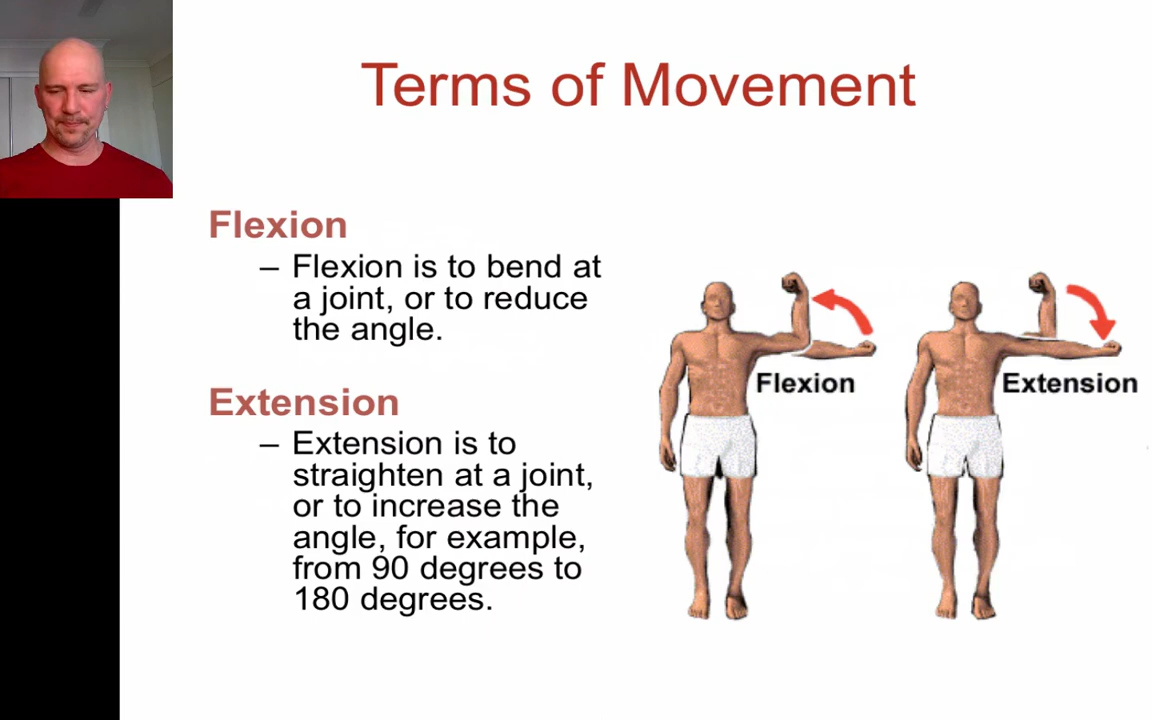 Terms of Movement
Flexion
– Flexion is to bend at
a joint, or to reduce
the angle.
Extension
– Extension is to
straighten at a joint,
or to increase the
angle, for example,
from 90 degrees to
180 degrees.
Flexion
Extension